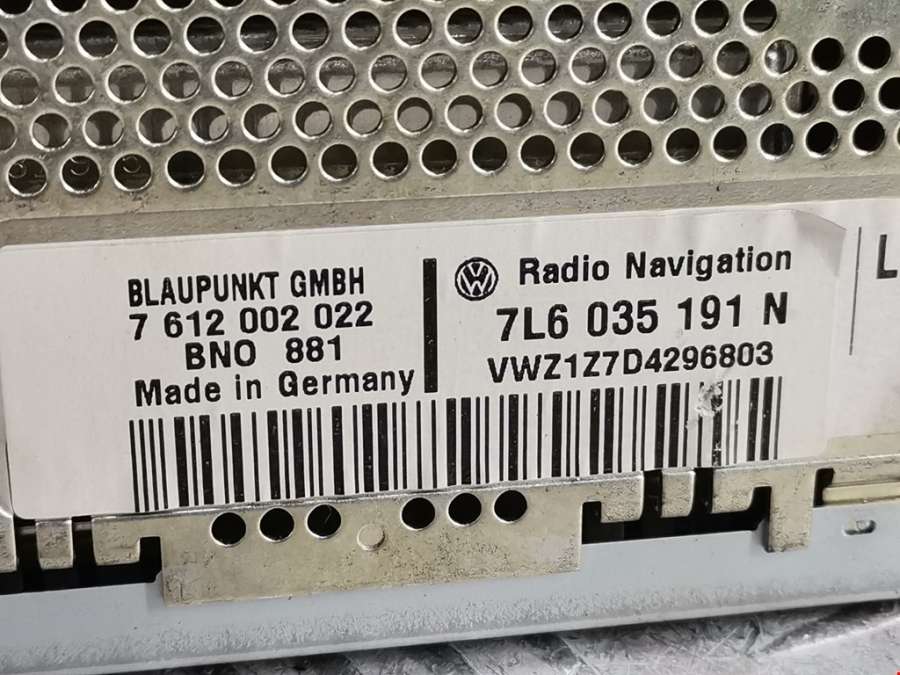 BLAUPUNKT GMBH
7 612 002 022
BNO 881
Made in Germany
Radio Navigation
7L6 035 191 N
VWZ1Z7D4296803
L